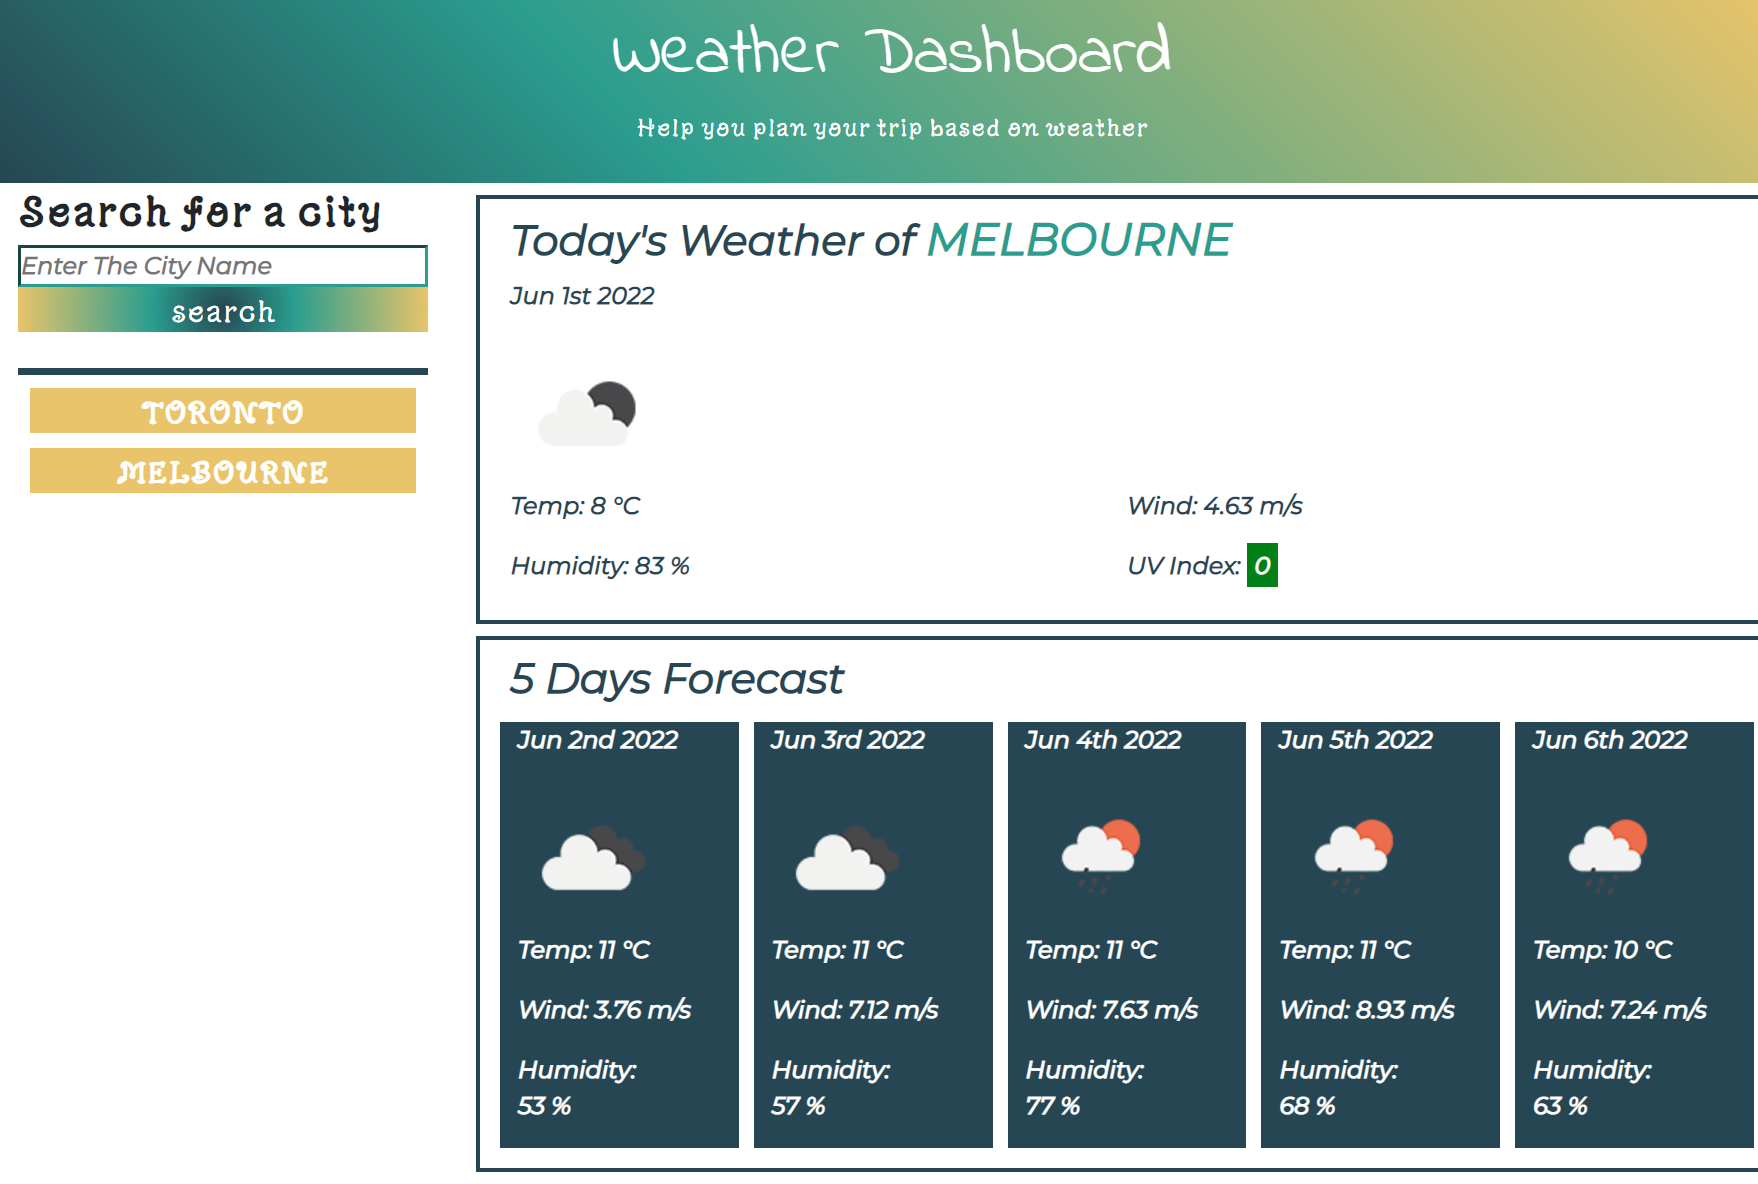 Weather Dashboard
Help you plan your trip based on weather
Search for a city
Enter The City Name
search
TORONTO
MELBOURNE
Today's Weather of MELBOURNE
Jun 1st 2022
Temp: 8 °C
Wind: 4.63 m/s
Humidity: 83 %
UV Index: 0
5 Days Forecast
Jun 2nd 2022
Temp: 11 °C
Wind: 3.76 m/s
Humidity:
53 %
Jun 3rd 2022
Temp: 11 °C
Wind: 7.12 m/s
Humidity:
57 %
Jun 4th 2022
Temp: 11 °C
Wind: 7.63 m/s
Humidity:
77 %
Jun 5th 2022
Temp: 11 °C
Wind: 8.93 m/s
Humidity:
68 %
Jun 6th 2022
Temp: 10 °C
Wind: 7.24 m/s
Humidity:
63 %